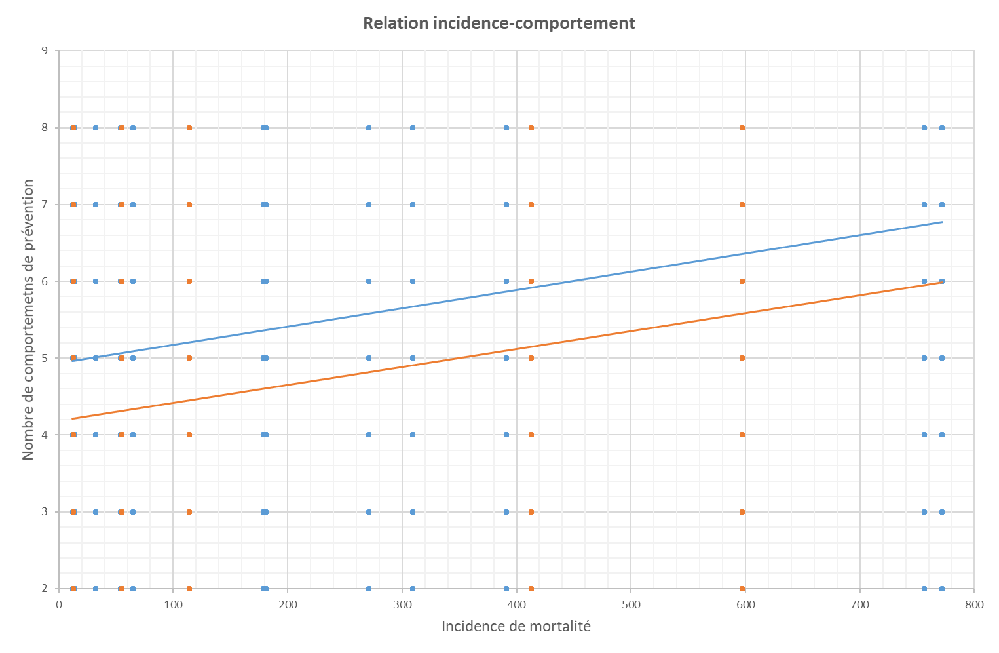 Relation incidence-comportement
9
8
7
6
5
4
3
2
0 100 200 300 400 500 600 700 800
Nombre de comportemetns de prévention
Incidence de mortalité